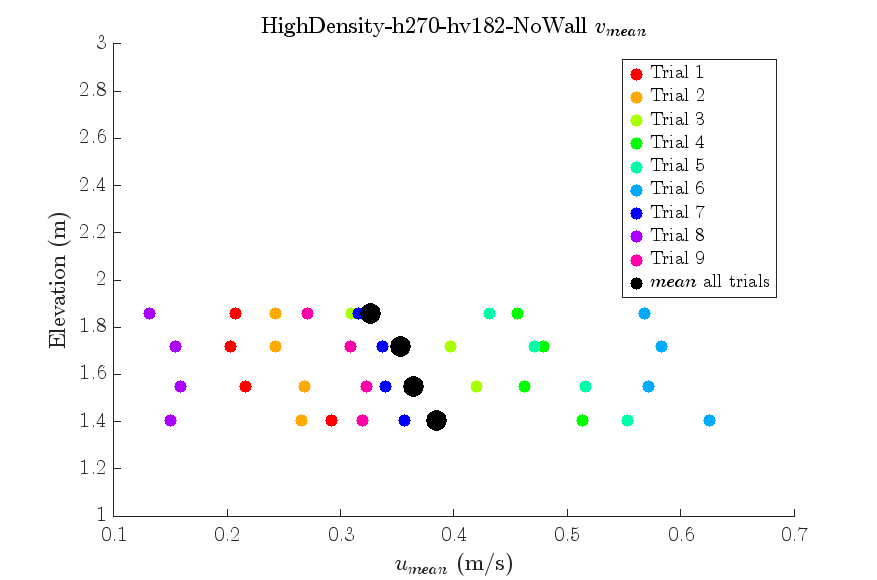 HighDensity-h270-hv182-NoWall v_mean
3
2.8
2.6
2.4
2.2
2
1.8
1.6
1.4
1.2
1
Elevation (m)
Trial 1
Trial 2
Trial 3
Trial 4
Trial 5
Trial 6
Trial 7
Trial 8
Trial 9
mean all trials
0.1 0.2 0.3 0.4 0.5 0.6 0.7
u_mean (m/s)